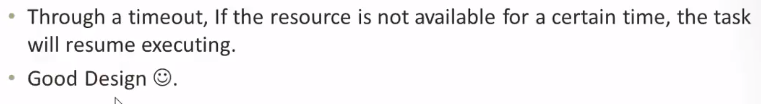 • Through a timeout, If the resource is not available for a certain time, the task
will resume executing.
• Good Design ☺.